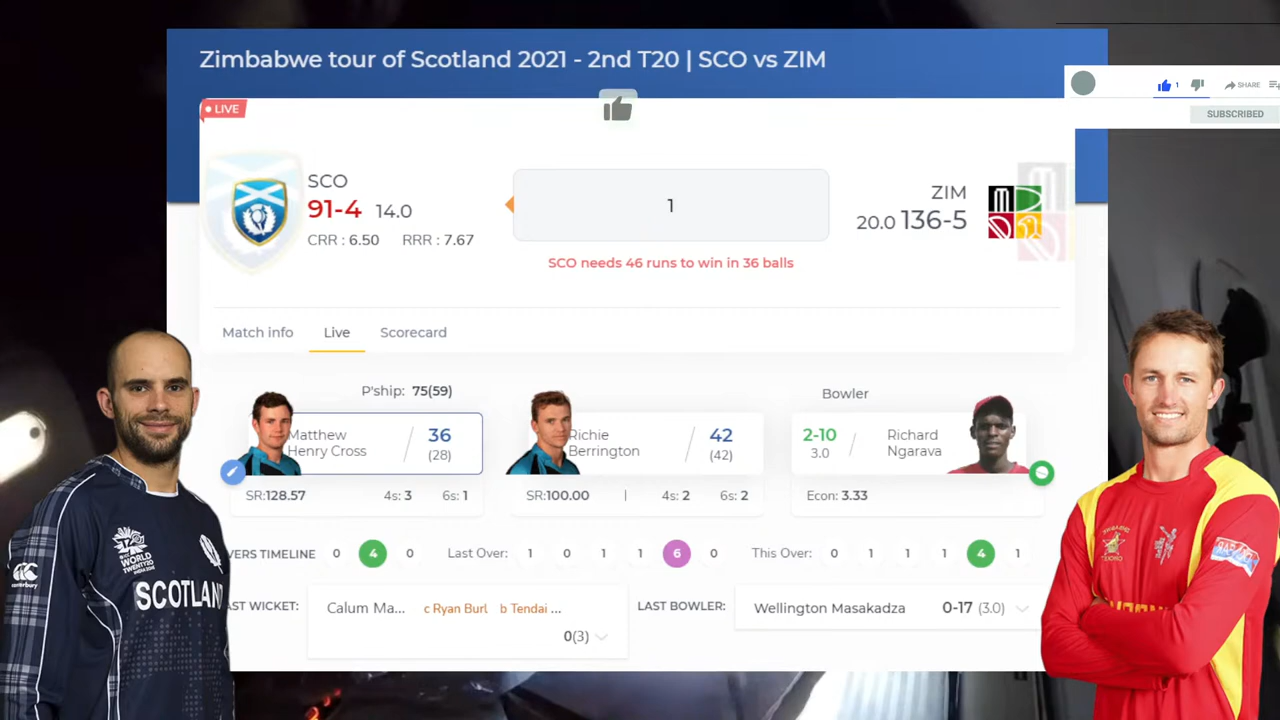 Zimbabwe tour of Scotland 2021 - 2nd T20 | SCO vs ZIM
LIVE
1
SHARE
SUBSCRIBED
SCO
91-4 14.0
CRR : 6.50 RRR : 7.67
1
ZIM
20.0 136-5
SCO needs 46 runs to win in 36 balls
Match info Live Scorecard
P'ship: 75(59)
Bowler
Matthew
Henry Cross
36
(28)
SR:128.57 4s: 3 6s: 1
Richie
Berrington
42
(42)
SR:100.00 | 4s: 2 6s: 2
2-10
3.0
Richard
Ngarava
Econ: 3.33
VERS TIMELINE 0 4 0 Last Over: 1 0 1 1 6 0 This Over: 0 1 1 1 4 1
AST WICKET: Calum Ma... c Ryan Burl b Tendai ...
0(3)
LAST BOWLER: Wellington Masakadza 0-17 (3.0)
canterbury
WORLD
TWENTY20
SCOTLAND